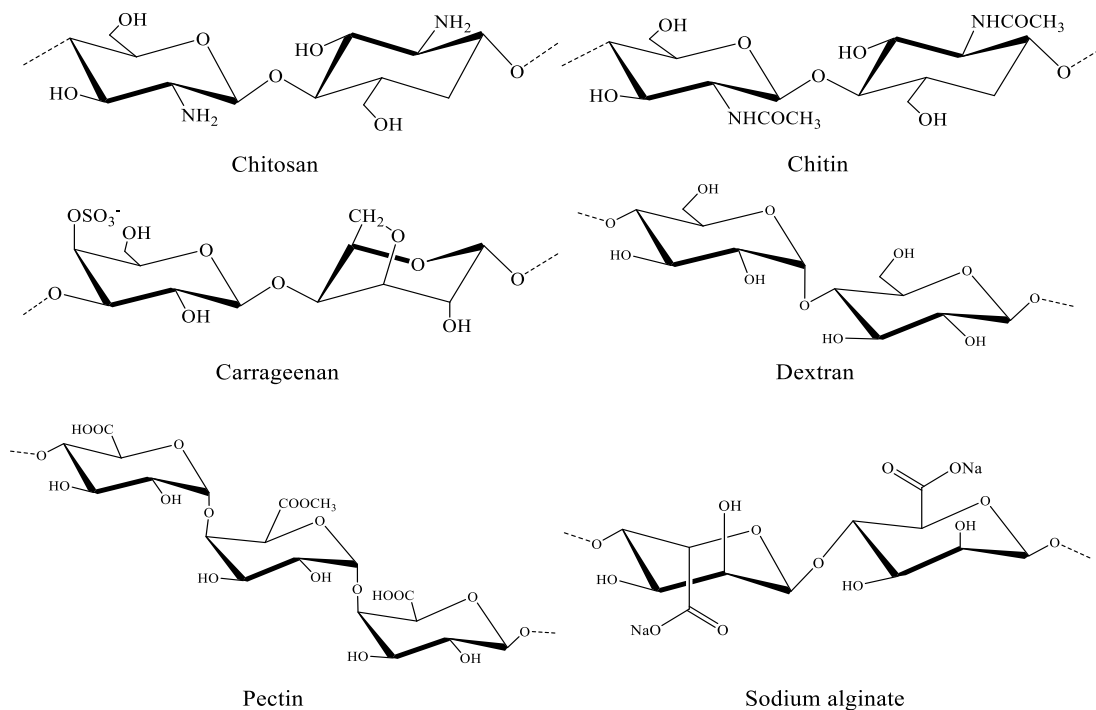 OH
NH₂
O
HO
O
O
HO
NH₂
OH
Chitosan
HO
NHCOCH₃
O
HO
O
O
HO
NHCOCH₃
OH
Chitin
OSO₃⁻
CH₂
OH
O
O
O
O
O
O
OH
OH
Carrageenan
OH
O
O
HO
OH
OH
O
O
O
HO
OH
Dextran
HOOC
O
O
HO
OH
COOCH₃
O
O
HO
OH
HOOC
O
O
O
HO
OH
Pectin
O
ONa
OH
O
O
OH
O
O
O
HO
HO
NaO
O
Sodium alginate